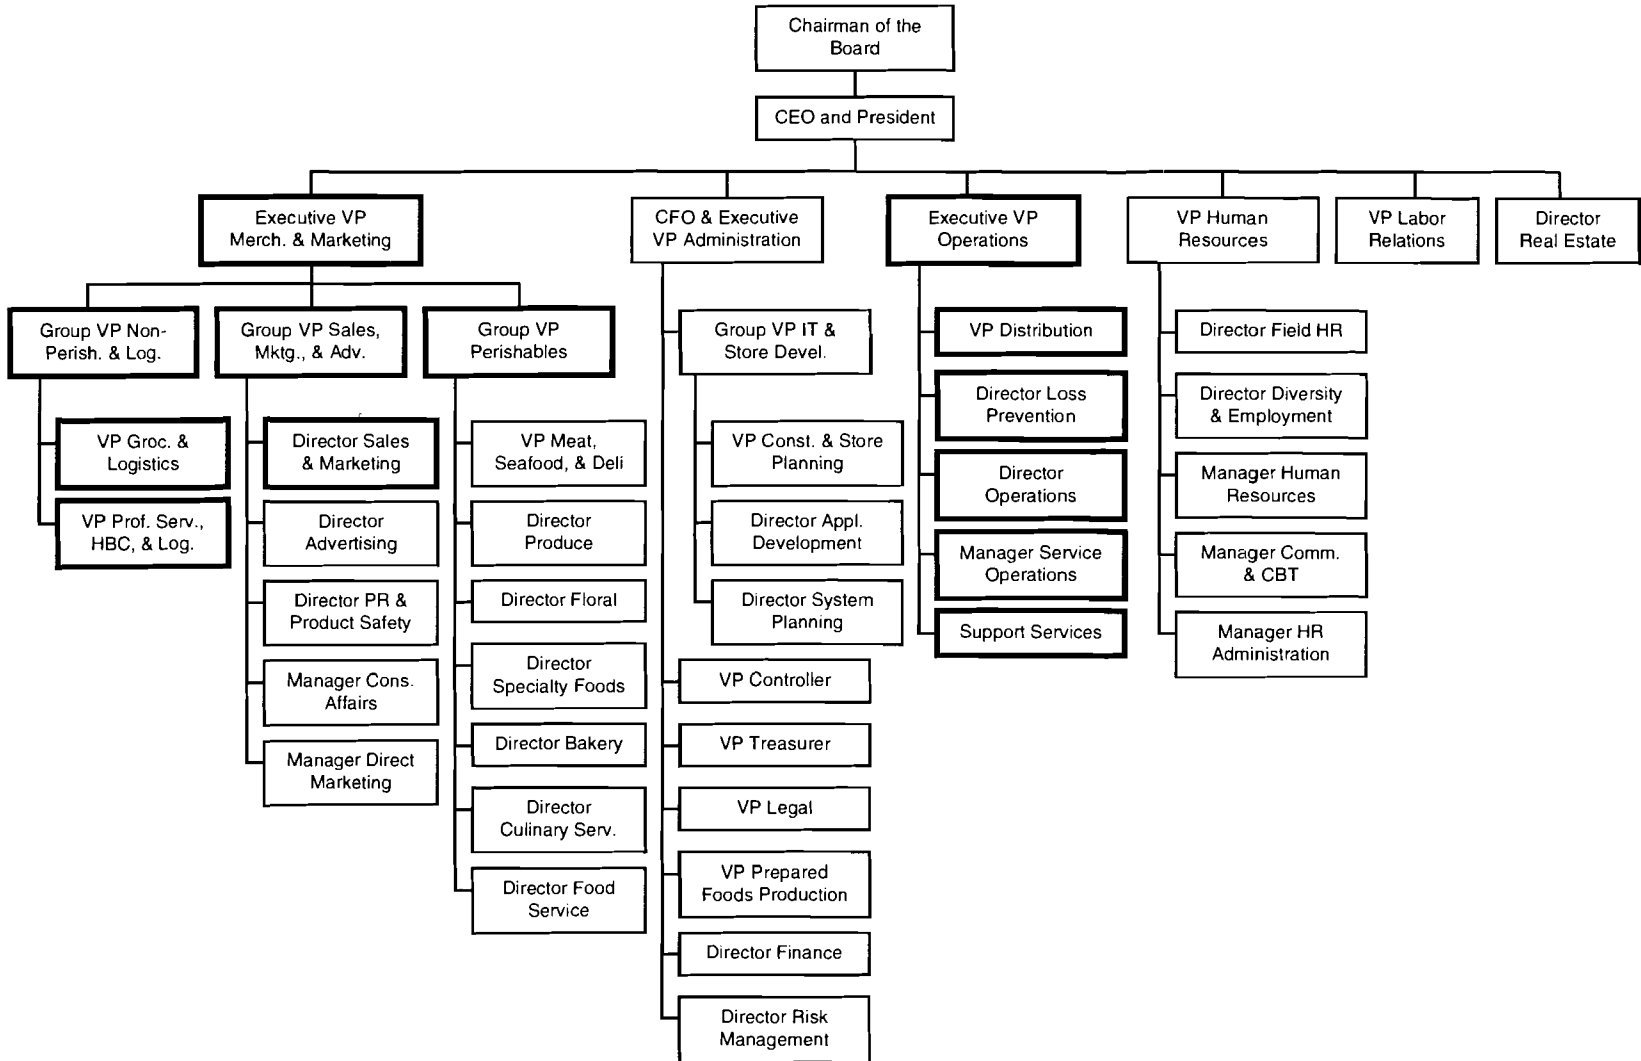 Chairman of the
Board
CEO and President
Executive VP
Merch. & Marketing
CFO & Executive
VP Administration
Executive VP
Operations
VP Human
Resources
VP Labor
Relations
Director
Real Estate
Group VP Non-
Perish. & Log.
VP Groc. &
Logistics
VP Prof. Serv.,
HBC, & Log.
Group VP Sales,
Mktg., & Adv.
Director Sales
& Marketing
Director
Advertising
Director PR &
Product Safety
Manager Cons.
Affairs
Manager Direct
Marketing
Group VP
Perishables
VP Meat,
Seafood, & Deli
Director
Produce
Director Floral
Director
Specialty Foods
Director Bakery
Director
Culinary Serv.
Director Food
Service
Group VP IT &
Store Devel.
VP Const. & Store
Planning
Director Appl.
Development
Director System
Planning
VP Controller
VP Treasurer
VP Legal
VP Prepared
Foods Production
Director Finance
Director Risk
Management
VP Distribution
Director Loss
Prevention
Director
Operations
Manager Service
Operations
Support Services
Director Field HR
Director Diversity
& Employment
Manager Human
Resources
Manager Comm.
& CBT
Manager HR
Administration